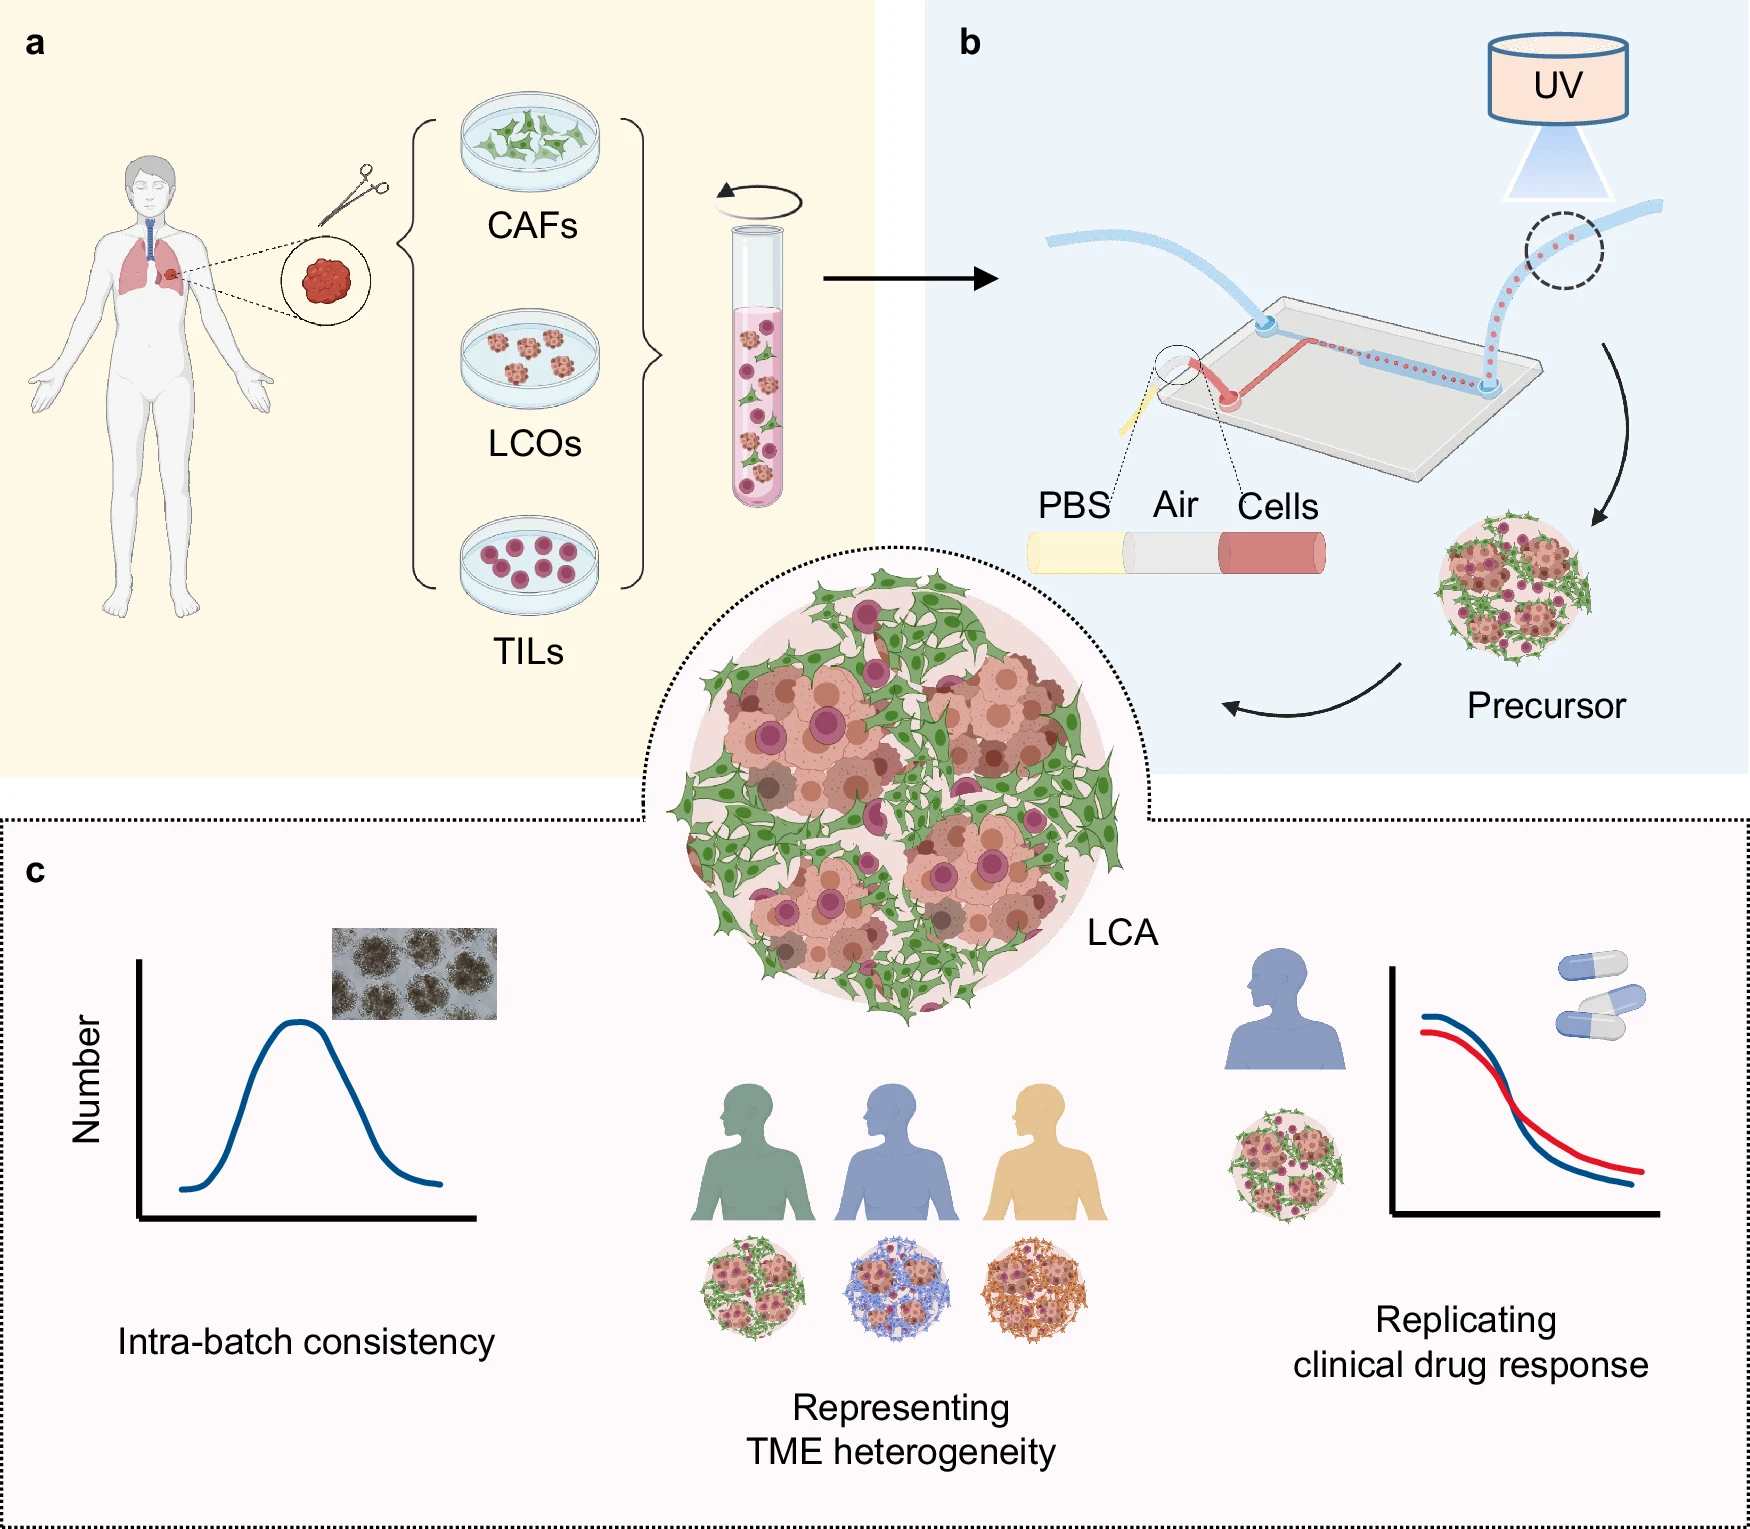 a
CAFs
LCOs
TILs
b
UV
PBS Air Cells
Precursor
LCA
c
Number
Intra-batch consistency
Representing
TME heterogeneity
Replicating
clinical drug response